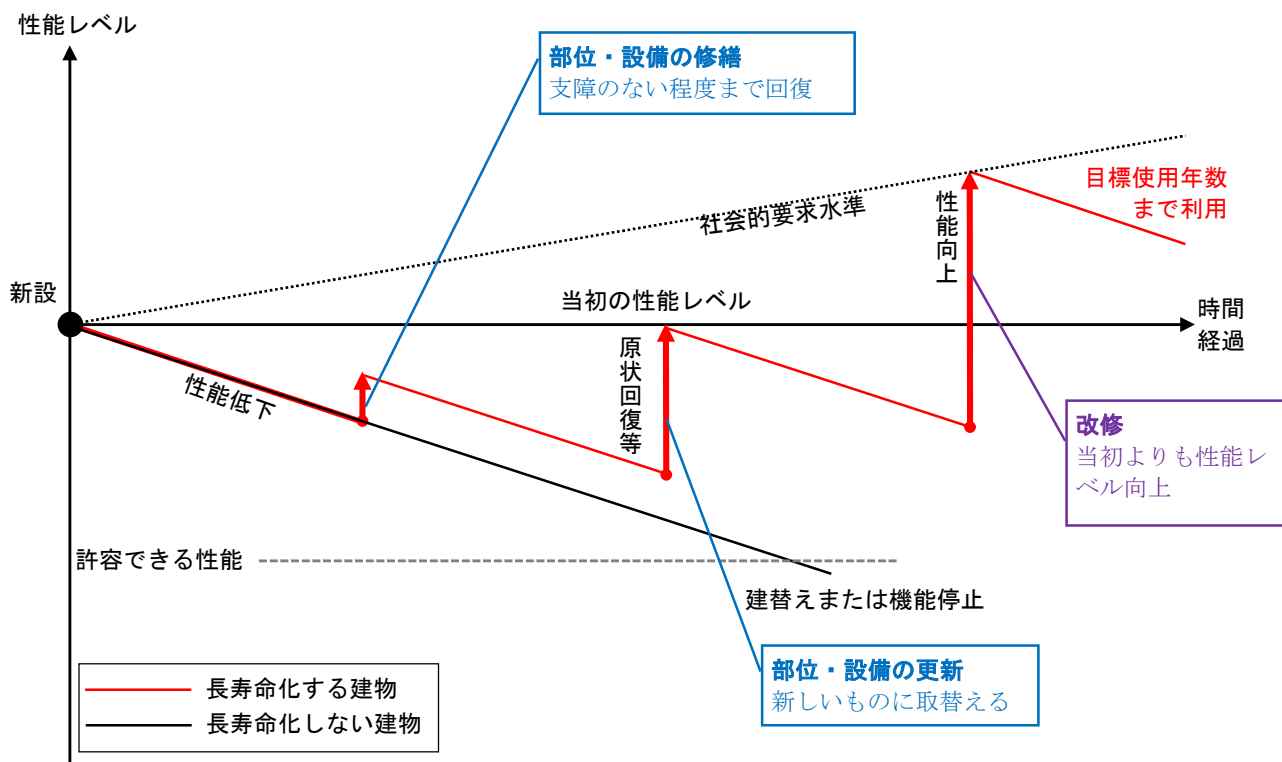 性能レベル
部位・設備の修繕
支障のない程度まで回復
目標使用年数
まで利用
社会的要求水準
性能向上
新設
当初の性能レベル
時間
経過
原状回復等
性能低下
改修
当初よりも性能レ
ベル向上
許容できる性能
建替えまたは機能停止
部位・設備の更新
新しいものに取替える
長寿命化する建物
長寿命化しない建物